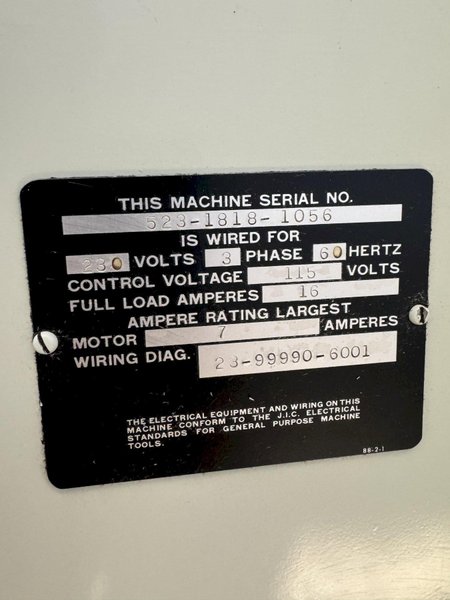 THIS MACHINE SERIAL NO.
523-1818-1056
IS WIRED FOR
230 VOLTS 3 PHASE 60 HERTZ
CONTROL VOLTAGE 115 VOLTS
FULL LOAD AMPERES 16
AMPERE RATING LARGEST
MOTOR 7 AMPERES
WIRING DIAG. 23-99990-6001
THE ELECTRICAL EQUIPMENT AND WIRING ON THIS
MACHINE CONFORM TO THE J.I.C. ELECTRICAL
STANDARDS FOR GENERAL PURPOSE MACHINE
TOOLS.
88-2-1